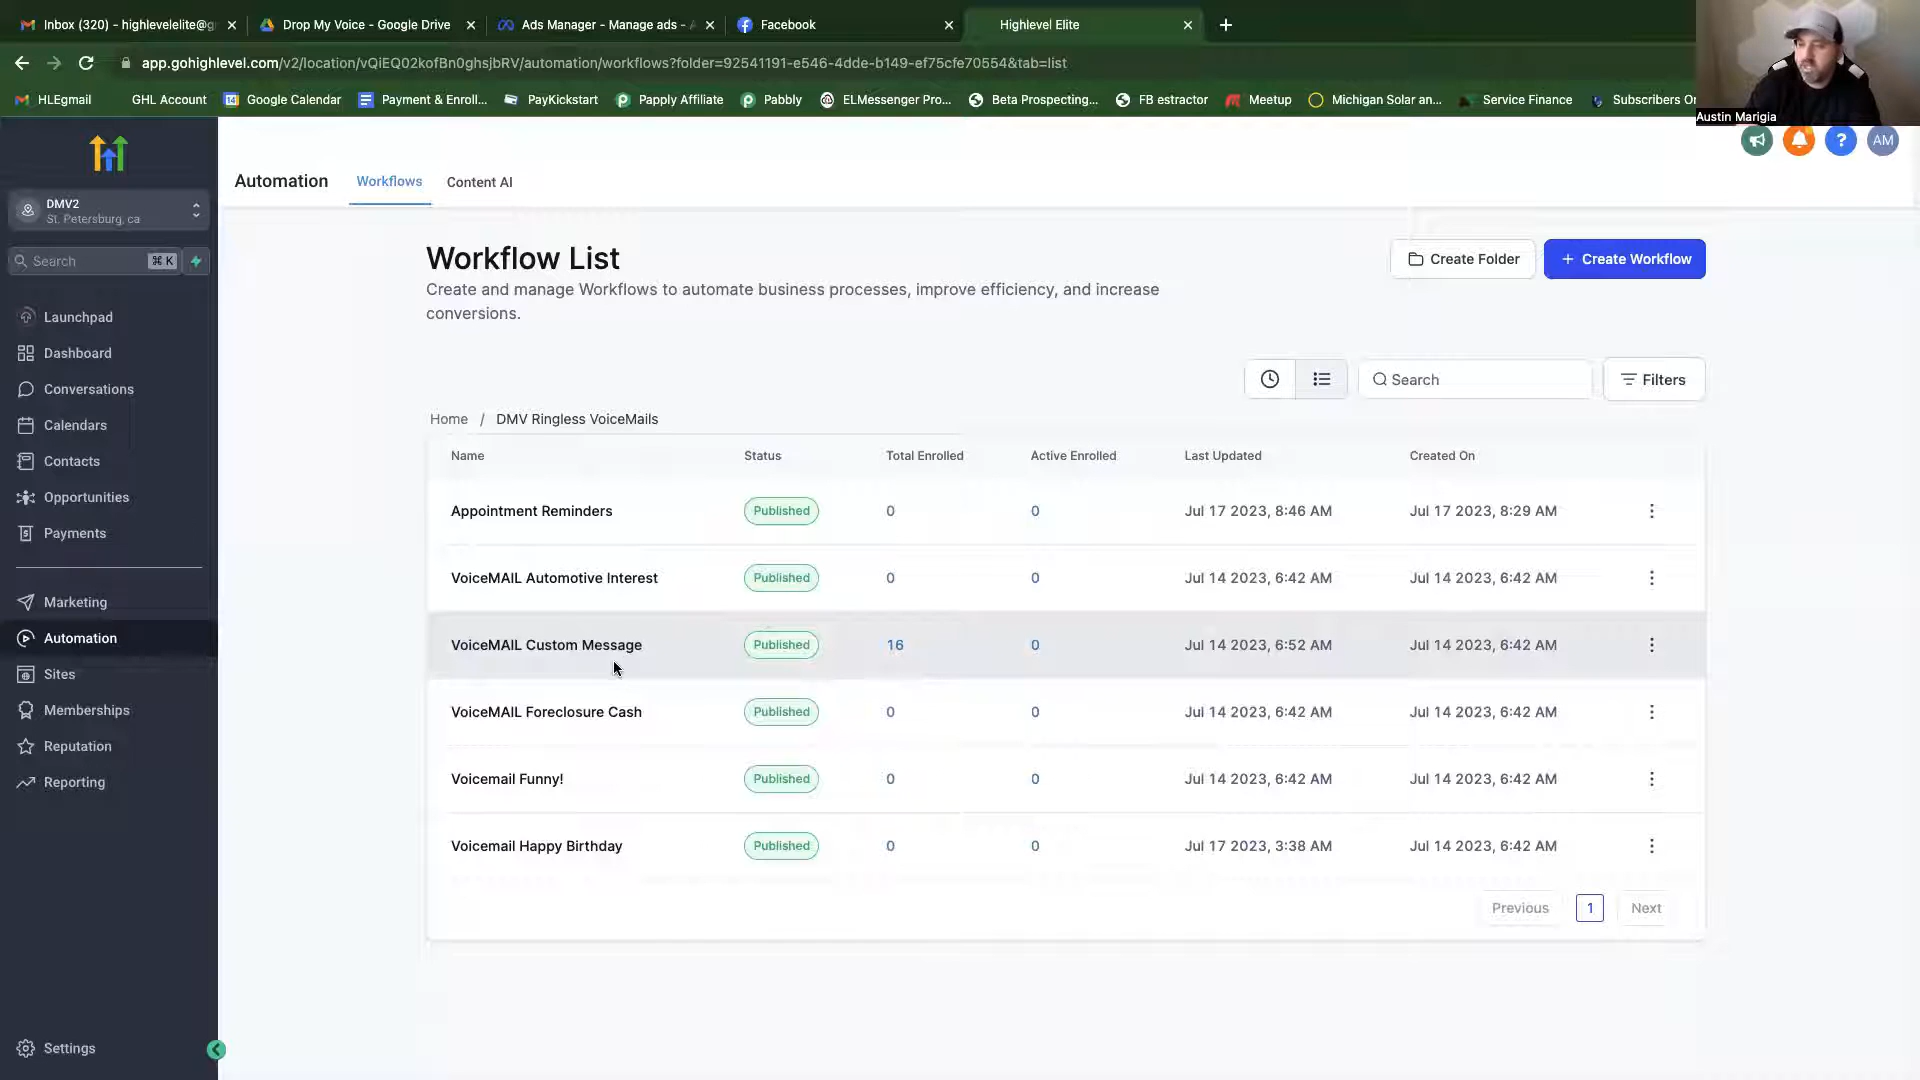 Inbox (320) - highlevelelite@g
Drop My Voice - Google Drive
Ads Manager - Manage ads -
Facebook
Highlevel Elite
app.gohighlevel.com/v2/location/vQiEQ02kofBn0ghsjbRV/automation/workflows?folder=92541191-e546-4dde-b149-ef75cfe70554&tab=list
HLEgmail
GHL Account
Google Calendar
Payment & Enroll...
PayKickstart
Papply Affiliate
Pabbly
ELMessenger Pro...
Beta Prospecting...
FB estractor
Meetup
Michigan Solar an...
Service Finance
Subscribers
Austin Marigia
AM
DMV2
St. Petersburg, ca
Search
⌘ K
Launchpad
Dashboard
Conversations
Calendars
Contacts
Opportunities
Payments
Marketing
Automation
Sites
Memberships
Reputation
Reporting
Settings
Automation
Workflows
Content AI
Workflow List
Create and manage Workflows to automate business processes, improve efficiency, and increase
conversions.
Create Folder
+ Create Workflow
Search
Filters
Home / DMV Ringless VoiceMails
Name Status Total Enrolled Active Enrolled Last Updated Created On
Appointment Reminders Published 0 0 Jul 17 2023, 8:46 AM Jul 17 2023, 8:29 AM
VoiceMAIL Automotive Interest Published 0 0 Jul 14 2023, 6:42 AM Jul 14 2023, 6:42 AM
VoiceMAIL Custom Message Published 16 0 Jul 14 2023, 6:52 AM Jul 14 2023, 6:42 AM
VoiceMAIL Foreclosure Cash Published 0 0 Jul 14 2023, 6:42 AM Jul 14 2023, 6:42 AM
Voicemail Funny! Published 0 0 Jul 14 2023, 6:42 AM Jul 14 2023, 6:42 AM
Voicemail Happy Birthday Published 0 0 Jul 17 2023, 3:38 AM Jul 14 2023, 6:42 AM
Previous 1 Next